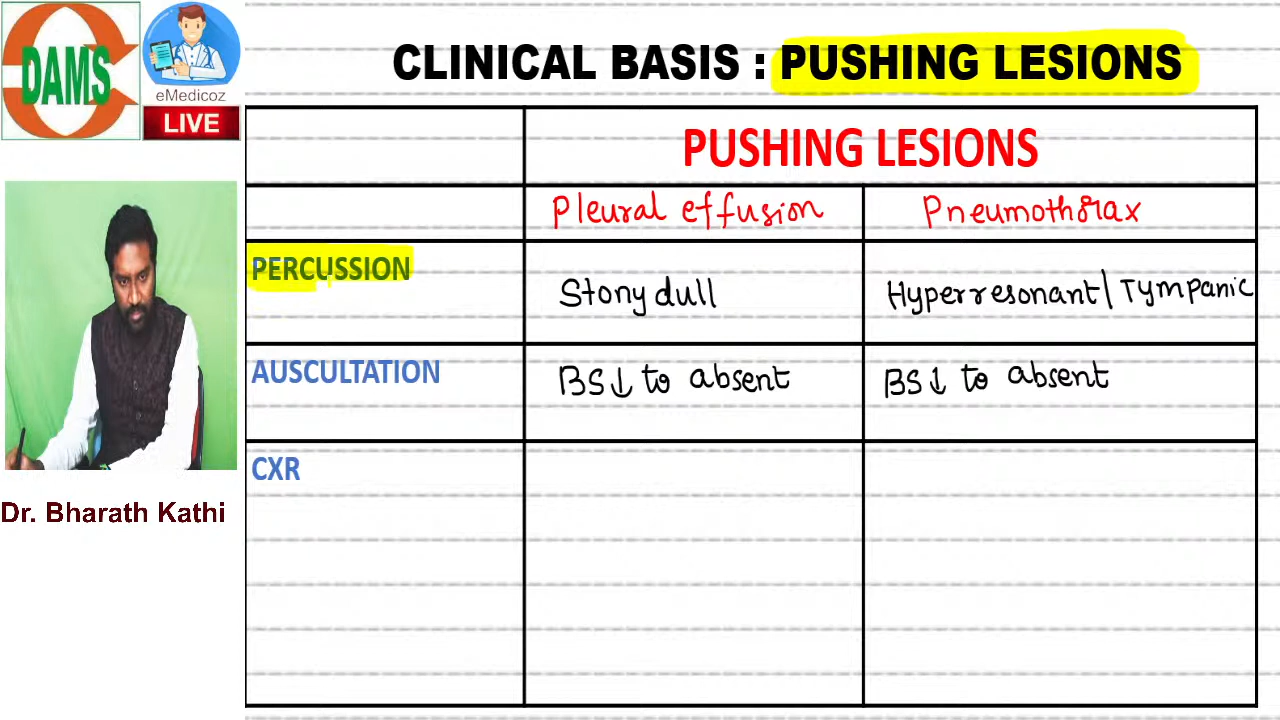 DAMS
eMedicoz
LIVE
CLINICAL BASIS : PUSHING LESIONS
PUSHING LESIONS
Pleural effusion
Pneumothorax
PERCUSSION
Stony dull
Hyperresonant/Tympanic
AUSCULTATION
BS↓ to absent
BS↓ to absent
CXR
Dr. Bharath Kathi